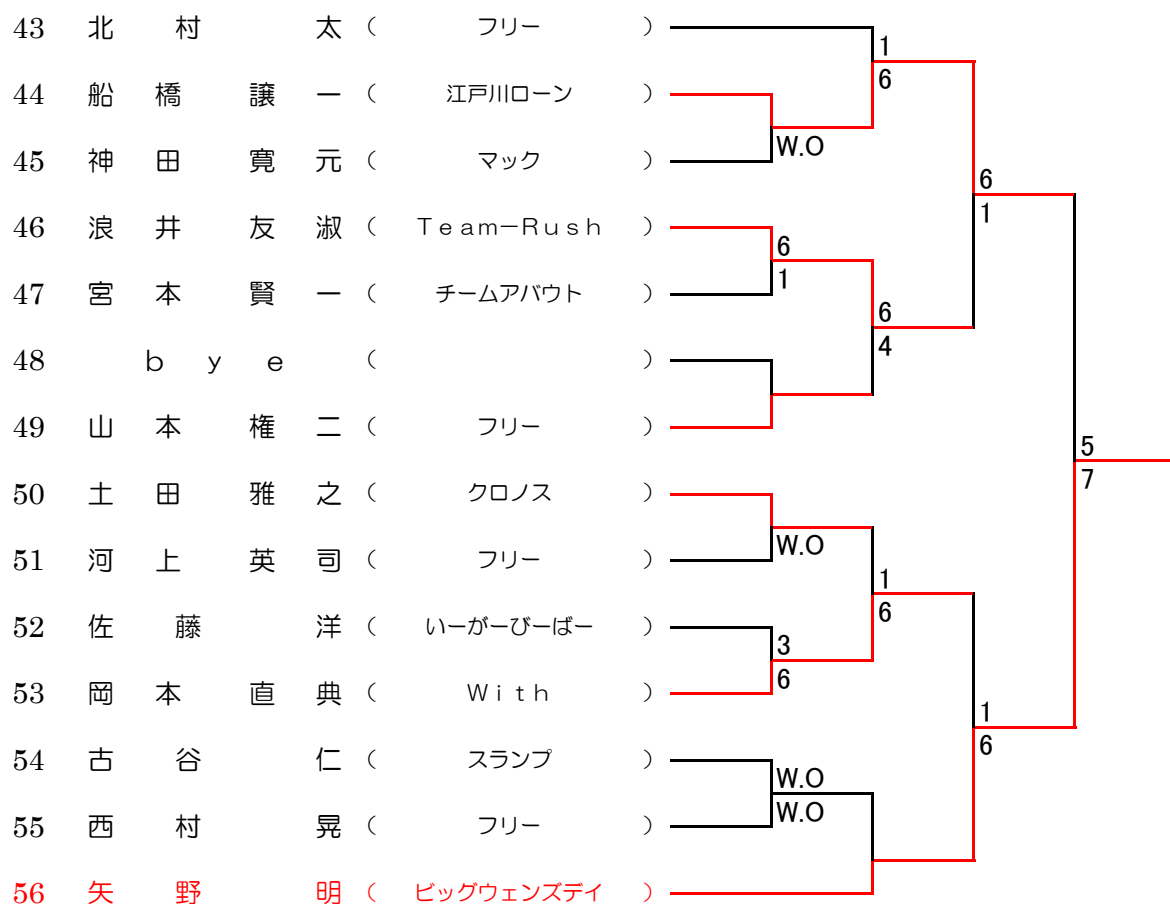 43 北村 太 ( フリー )
1
6
44 船橋 譲一 ( 江戸川ローン )
W.O
45 神田 寛元 ( マック )
6
1
46 浪井 友淑 ( Team-Rush )
6
1
47 宮本 賢一 ( チームアバウト )
6
4
48 bye ( )
49 山本 権二 ( フリー )
5
7
50 土田 雅之 ( クロノス )
W.O
51 河上 英司 ( フリー )
1
6
52 佐藤 洋 ( いーがーびーばー )
3
6
53 岡本 直典 ( With )
1
6
54 古谷 仁 ( スランプ )
W.O
W.O
55 西村 晃 ( フリー )
56 矢野 明 ( ビッグウェンズデイ )